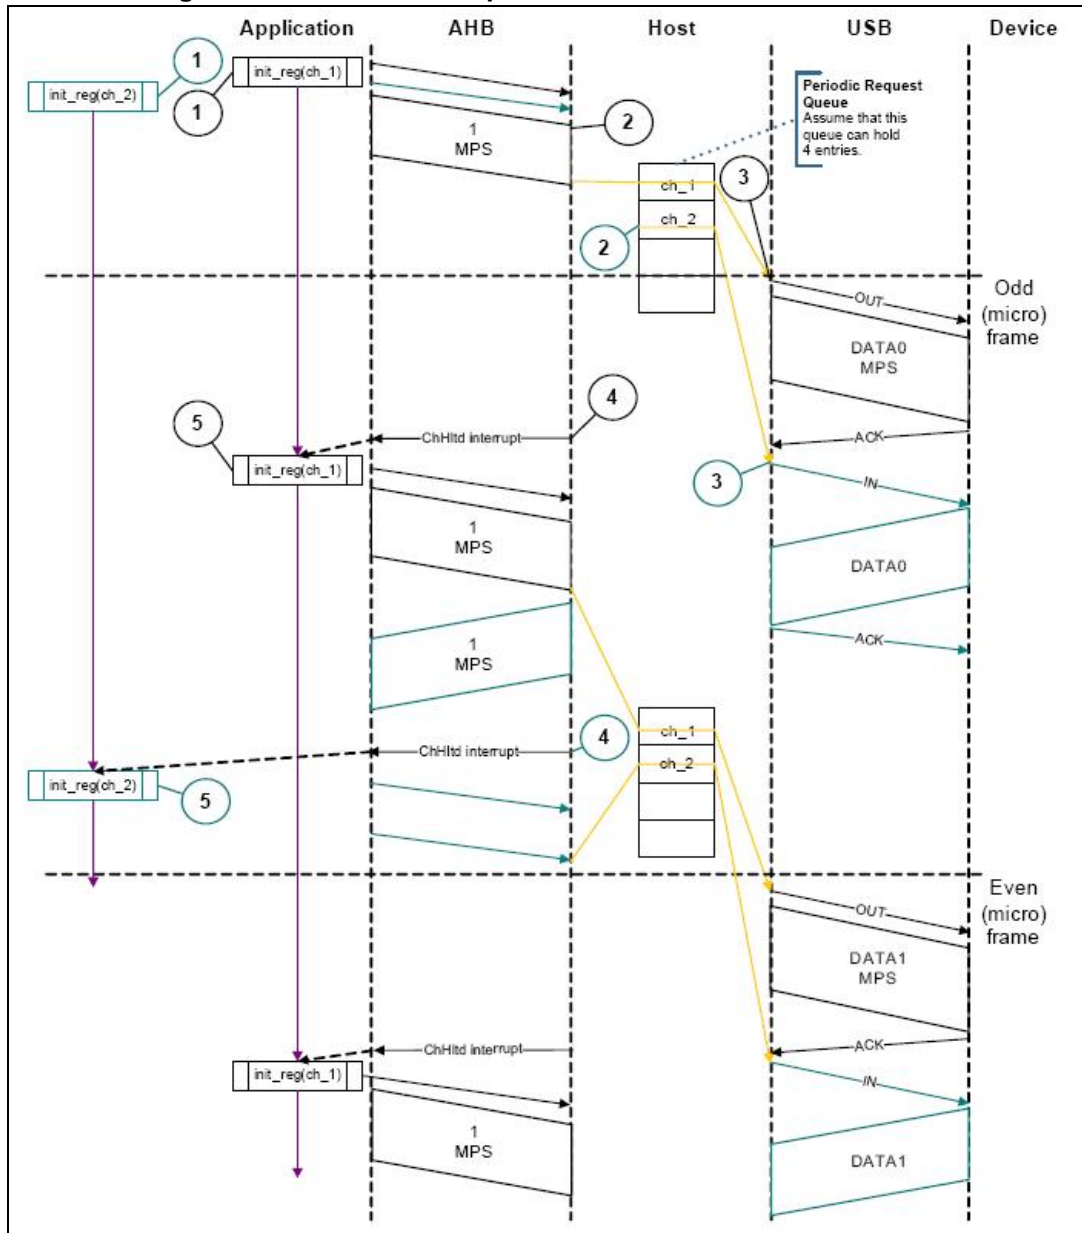 Application AHB Host USB Device
1
init_reg(ch_1)
init_reg(ch_2)
1
Periodic Request
Queue
Assume that this
queue can hold
4 entries.
2
1
MPS
3
ch_1
ch_2
2
Odd
(micro)
frame
OUT
DATA0
MPS
4
5
ChHltd interrupt
ACK
init_reg(ch_1)
3
IN
1
MPS
DATA0
ACK
1
MPS
ch_1
4
ChHltd interrupt
ch_2
init_reg(ch_2)
5
Even
(micro)
frame
OUT
DATA1
MPS
ChHltd interrupt
ACK
init_reg(ch_1)
IN
1
MPS
DATA1